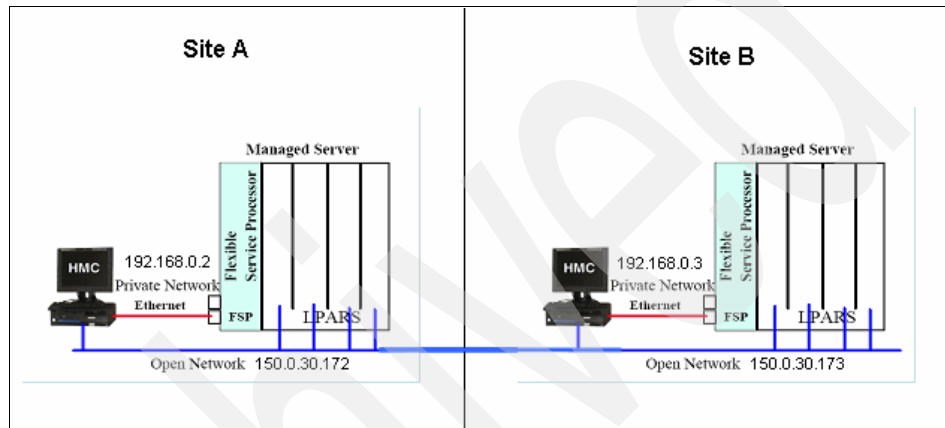 Site A
Managed Server
Flexible
Service Processor
HMC
192.168.0.2
Private Network
Ethernet
FSP
LPARS
Open Network 150.0.30.172
Site B
Managed Server
Flexible
Service Processor
HMC
192.168.0.3
Private Network
Ethernet
FSP
LPARS
Open Network 150.0.30.173